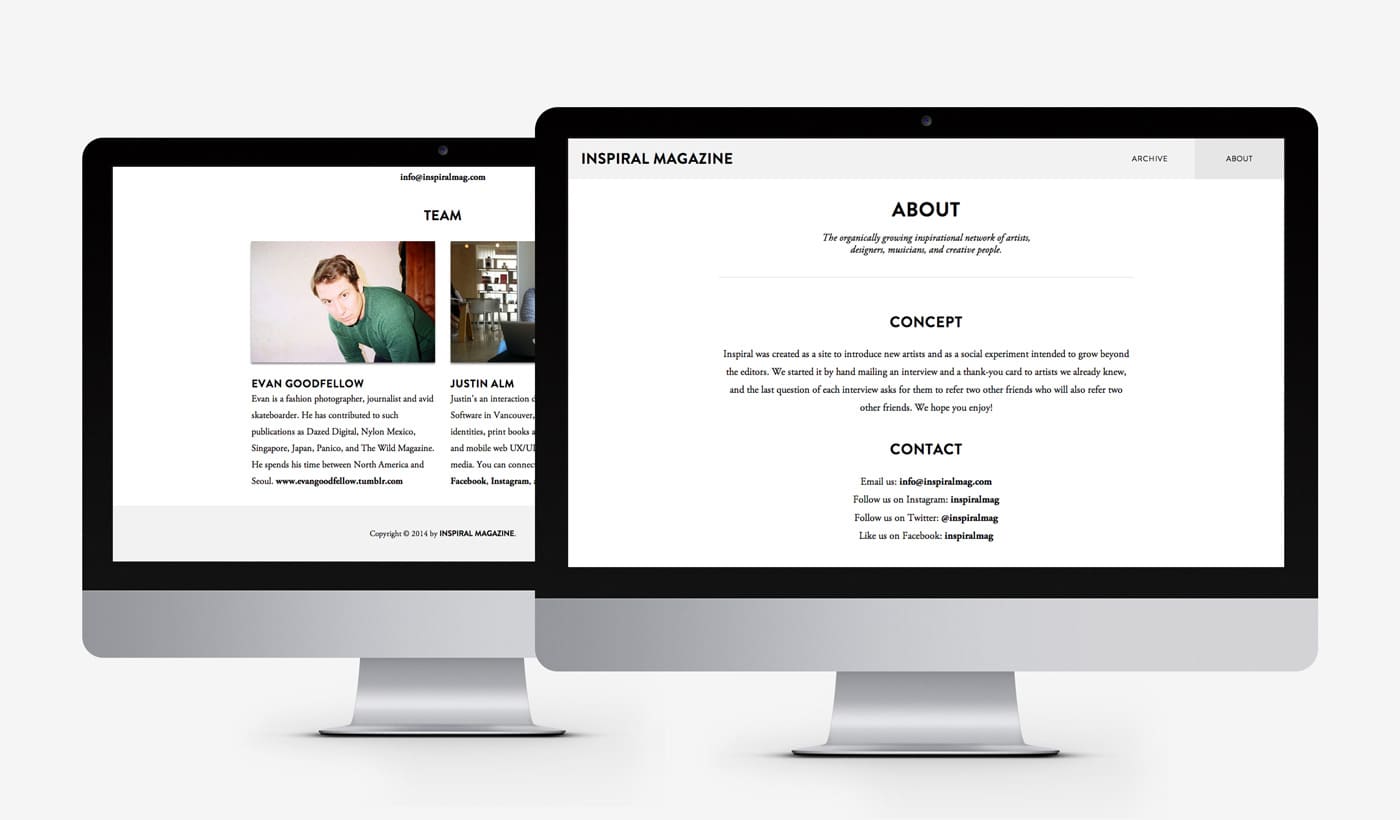 info@inspiralmag.com
TEAM
EVAN GOODFELLOW
Evan is a fashion photographer, journalist and avid
skateboarder. He has contributed to such
publications as Dazed Digital, Nylon Mexico,
Singapore, Japan, Panico, and The Wild Magazine.
He spends his time between North America and
Seoul. www.evangoodfellow.tumblr.com
JUSTIN ALM
Justin's an interaction
Software in Vancouver,
identities, print books
and mobile web UX/UI
media. You can connec
Facebook, Instagram,
Copyright © 2014 by INSPIRAL MAGAZINE.
INSPIRAL MAGAZINE
ARCHIVE
ABOUT
ABOUT
The organically growing inspirational network of artists,
designers, musicians, and creative people.
CONCEPT
Inspiral was created as a site to introduce new artists and as a social experiment intended to grow beyond
the editors. We started it by hand mailing an interview and a thank-you card to artists we already knew,
and the last question of each interview asks for them to refer two other friends who will also refer two
other friends. We hope you enjoy!
CONTACT
Email us: info@inspiralmag.com
Follow us on Instagram: inspiralmag
Follow us on Twitter: @inspiralmag
Like us on Facebook: inspiralmag